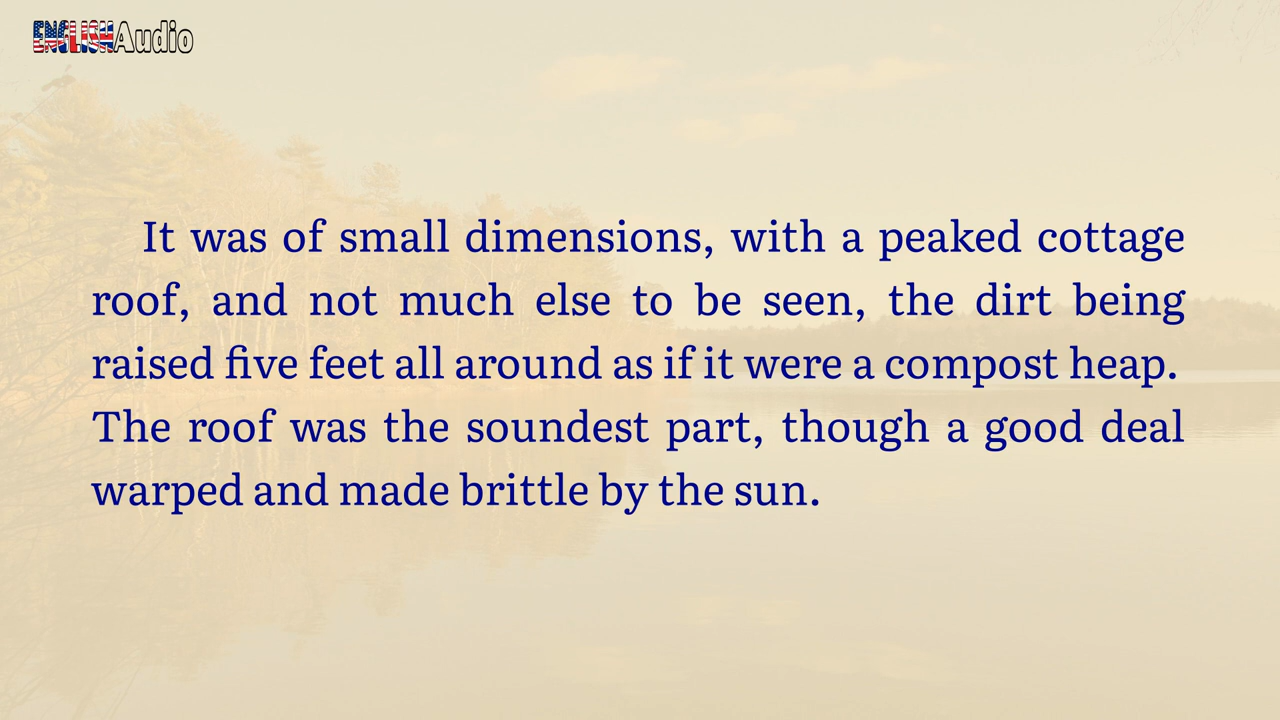 ENGLISHAudio
It was of small dimensions, with a peaked cottage
roof, and not much else to be seen, the dirt being
raised five feet all around as if it were a compost heap.
The roof was the soundest part, though a good deal
warped and made brittle by the sun.